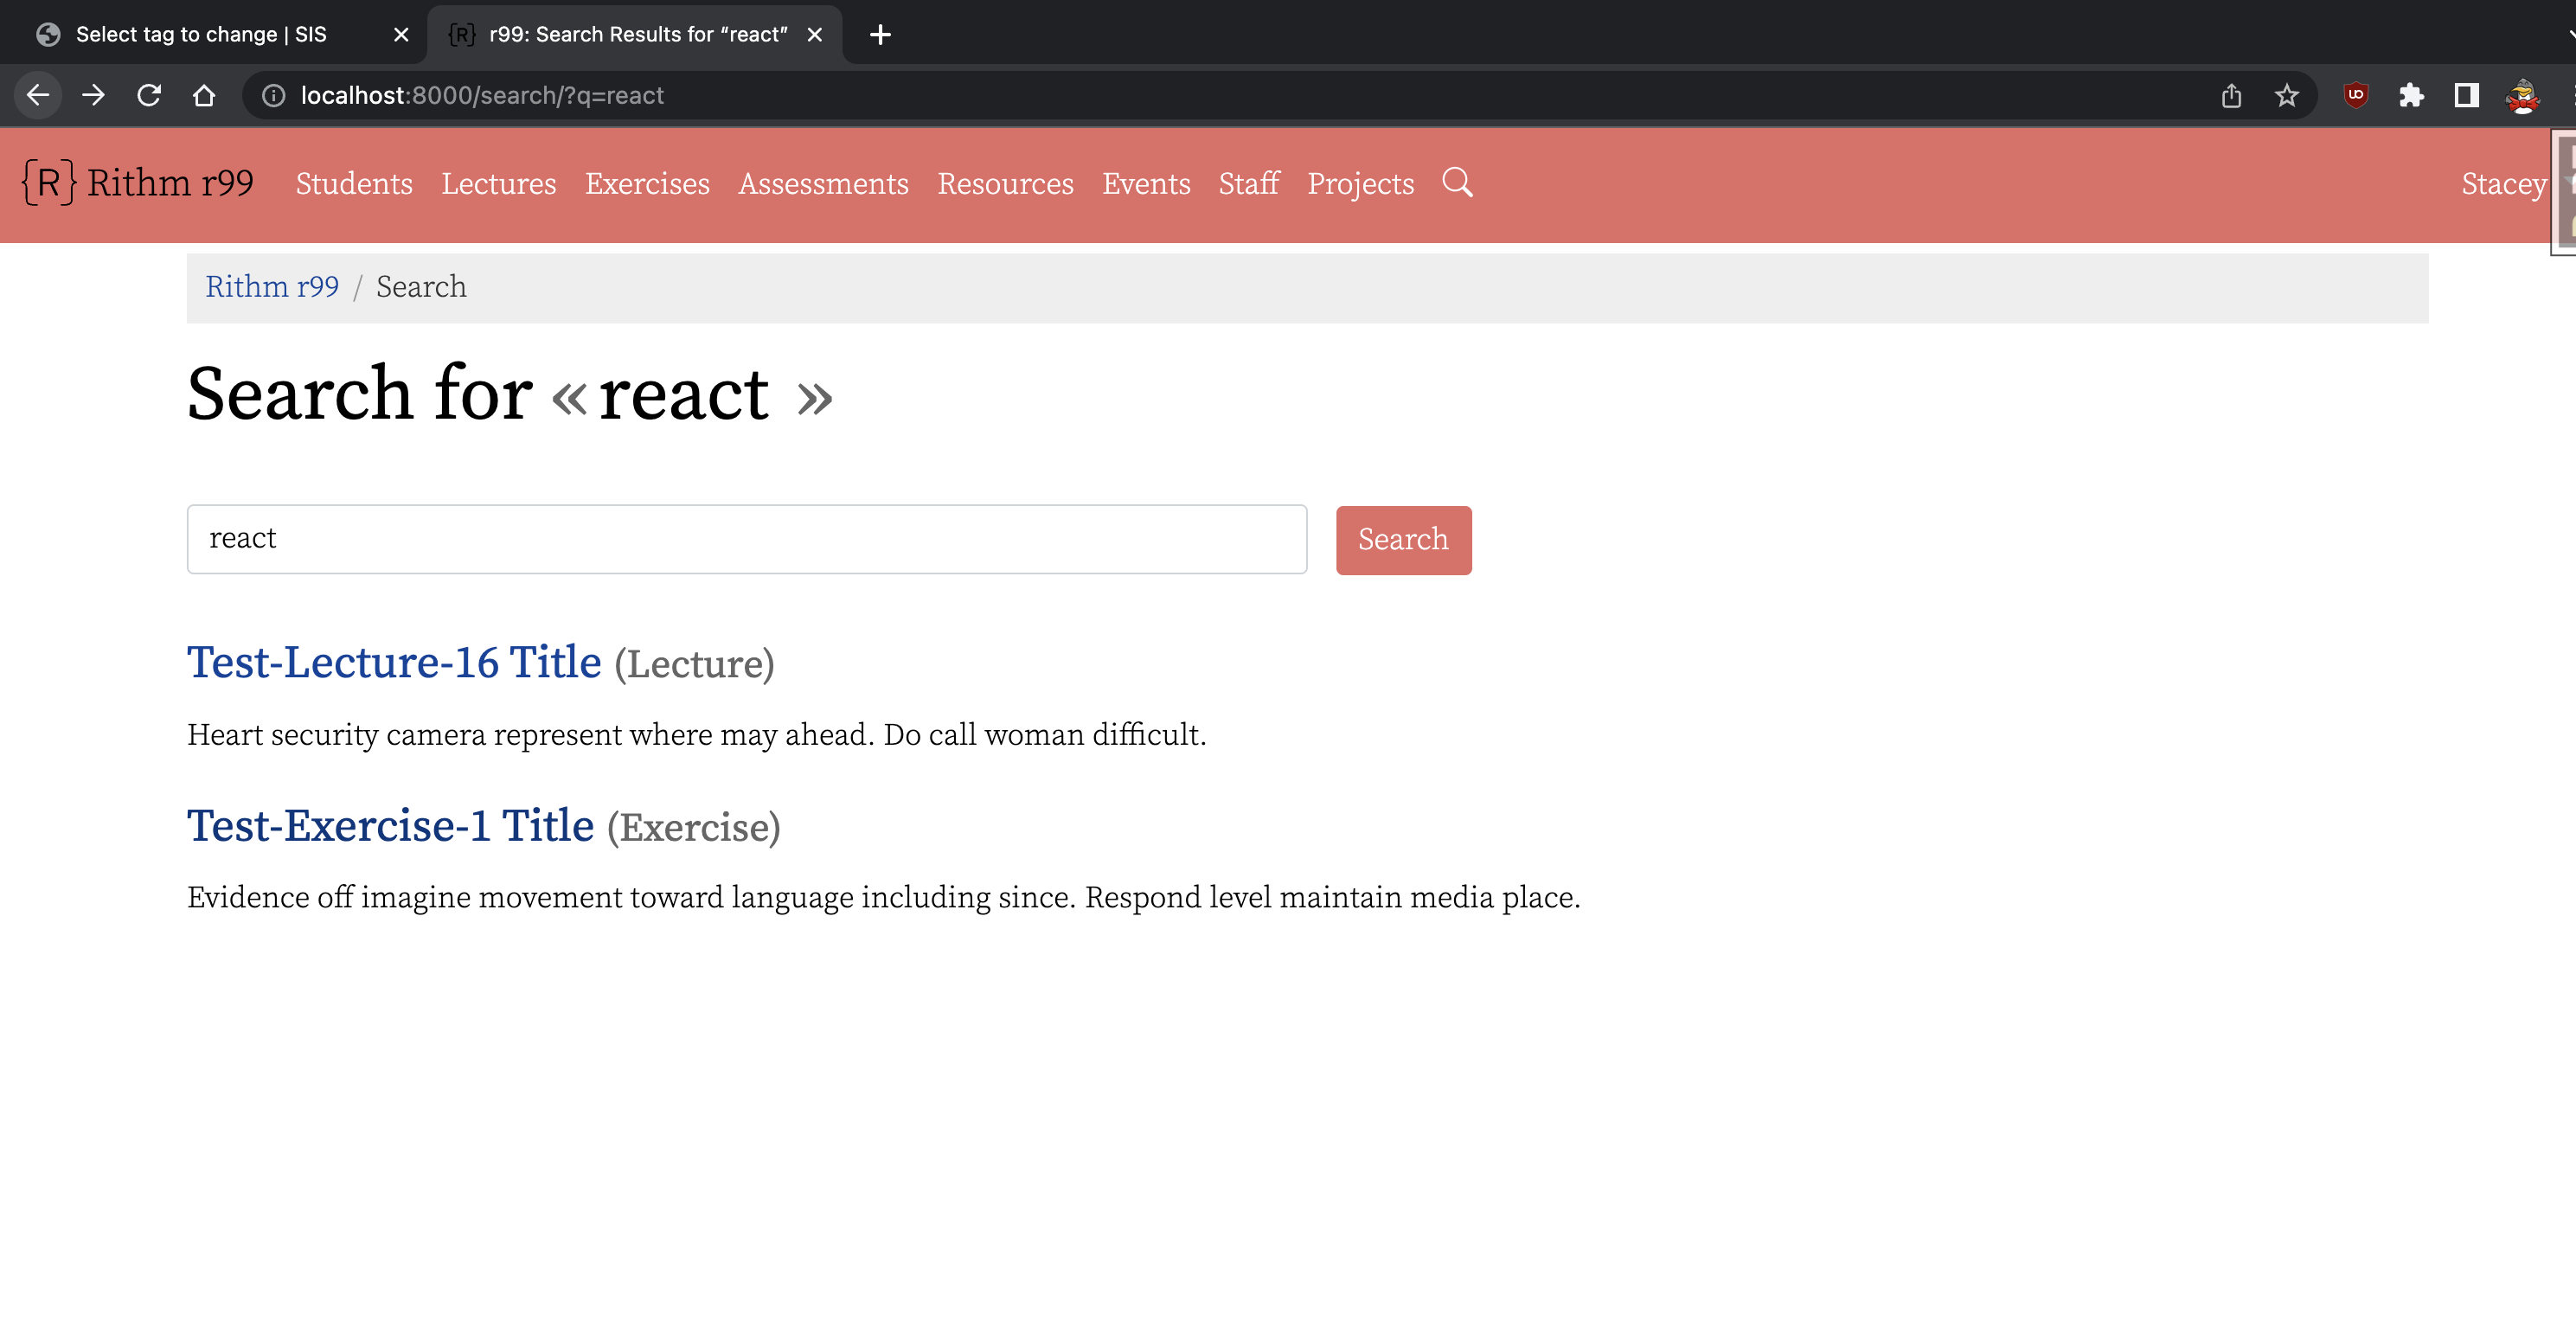 Select tag to change | SIS
{R} r99: Search Results for “react”
localhost:8000/search/?q=react
{R} Rithm r99 Students Lectures Exercises Assessments Resources Events Staff Projects Stacey
Rithm r99 / Search
Search for « react »
react
Search
Test-Lecture-16 Title (Lecture)
Heart security camera represent where may ahead. Do call woman difficult.
Test-Exercise-1 Title (Exercise)
Evidence off imagine movement toward language including since. Respond level maintain media place.